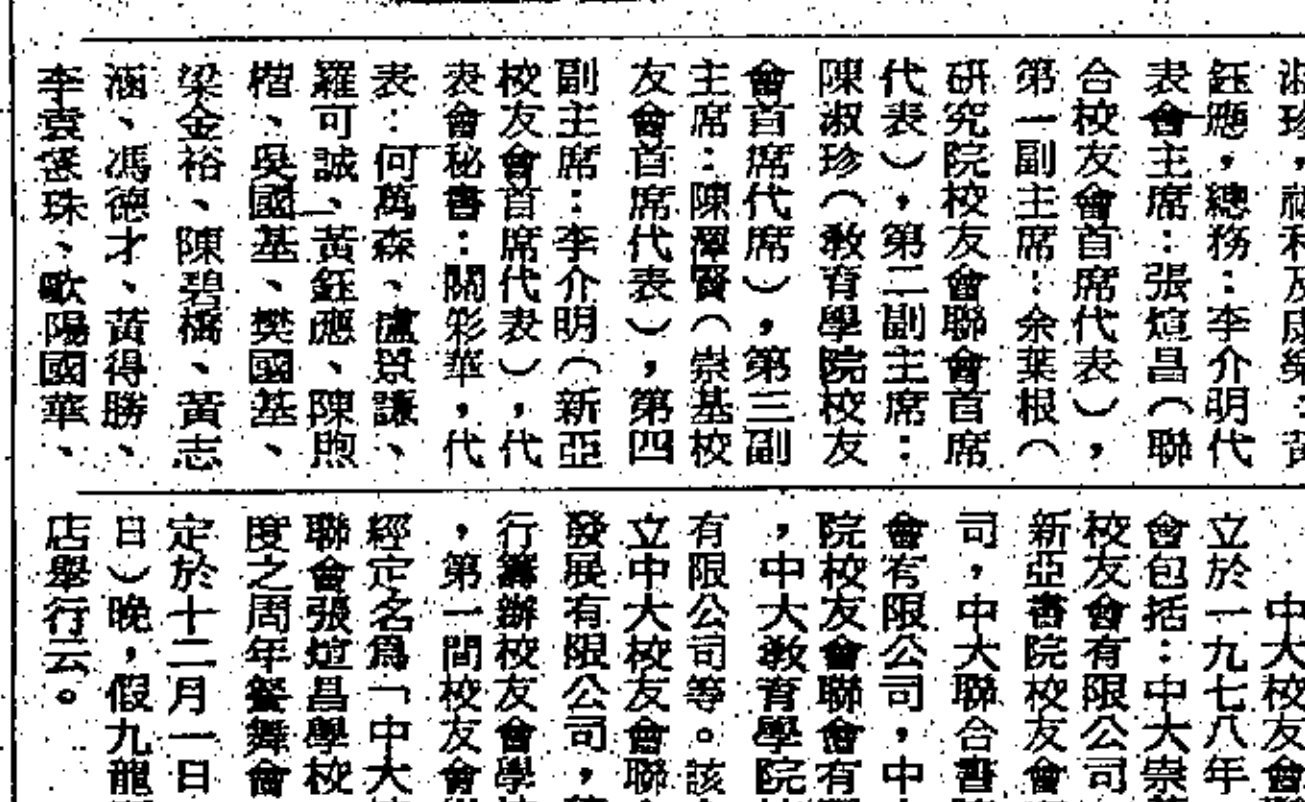 淑珍，福利及康樂：黃
鈺應，總務：李介明代
表會主席：張煊昌（聯
合校友會首席代表），
第一副主席：余葉根（
研究院校友會聯會首席
代表），第二副主席：
陳淑珍（教育學院校友
會首席代席），第三副
主席：陳澤賢（崇基校
友會首席代表），第四
副主席：李介明（新亞
校友會首席代表），代
表會秘書：關彩華，代
表：何萬森、盧景謙、
羅可誠、黃鈺應、陳煦
楷、吳國基、樊國基、
梁金裕、陳碧橋、黃志
涵、馮德才、黃得勝、
李袁 珠、歐陽國華、
中大校友會
立於一九七八年
會包括：中大崇
校友會有限公司
新亞書院校友會
司，中大聯合書
會有限公司，中
院校友會聯會有
，中大教育學院
有限公司等。該
立中大校友會聯
發展有限公司，
行籌辦校友會學
，第一間校友會
經定名爲「中大
聯會張煊昌學校
度之周年餐舞會
定於十二月一日
日）晚，假九龍
店舉行云。